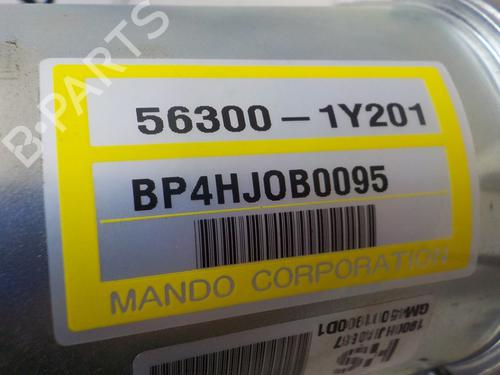 B-PARTS
56300-1Y201
BP4HJOB0095
MANDO CORPORATION